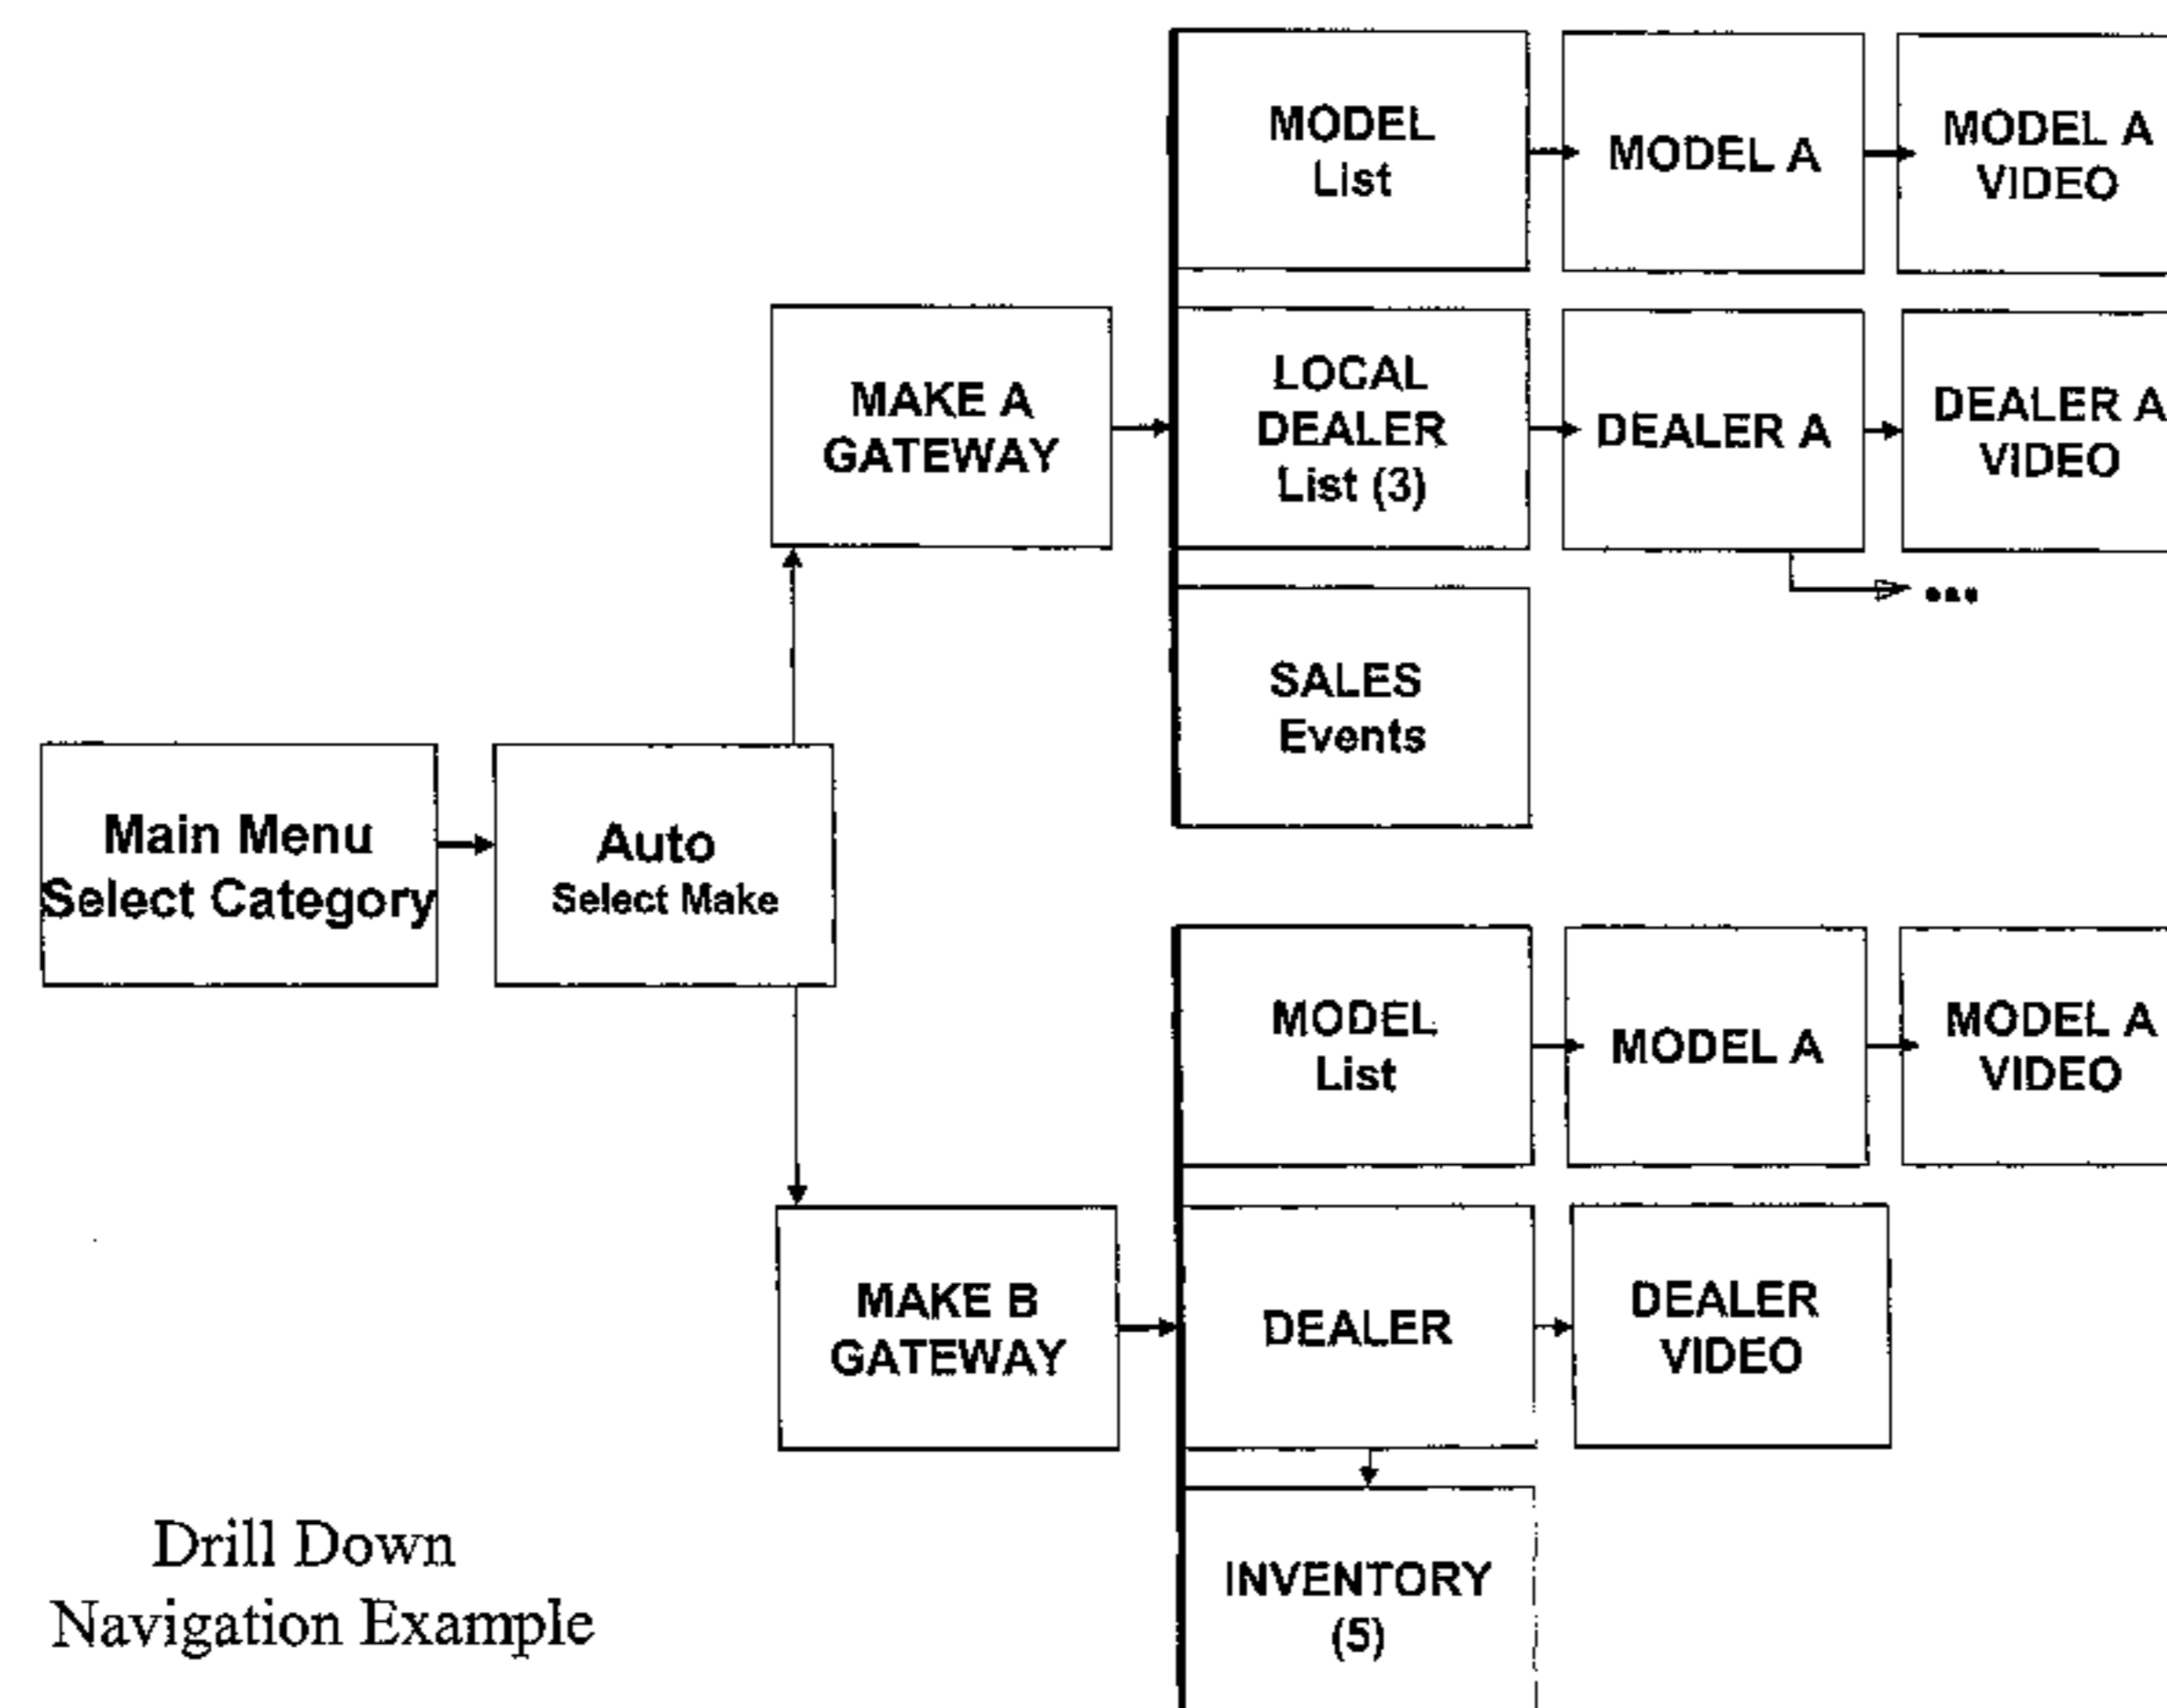 MODEL
List
MODEL A
MODEL A
VIDEO
MAKE A
GATEWAY
LOCAL
DEALER
List (3)
DEALER A
DEALER A
VIDEO
•••
SALES
Events
Main Menu
Select Category
Auto
Select Make
MODEL
List
MODEL A
MODEL A
VIDEO
MAKE B
GATEWAY
DEALER
DEALER
VIDEO
INVENTORY
(5)
Drill Down
Navigation Example